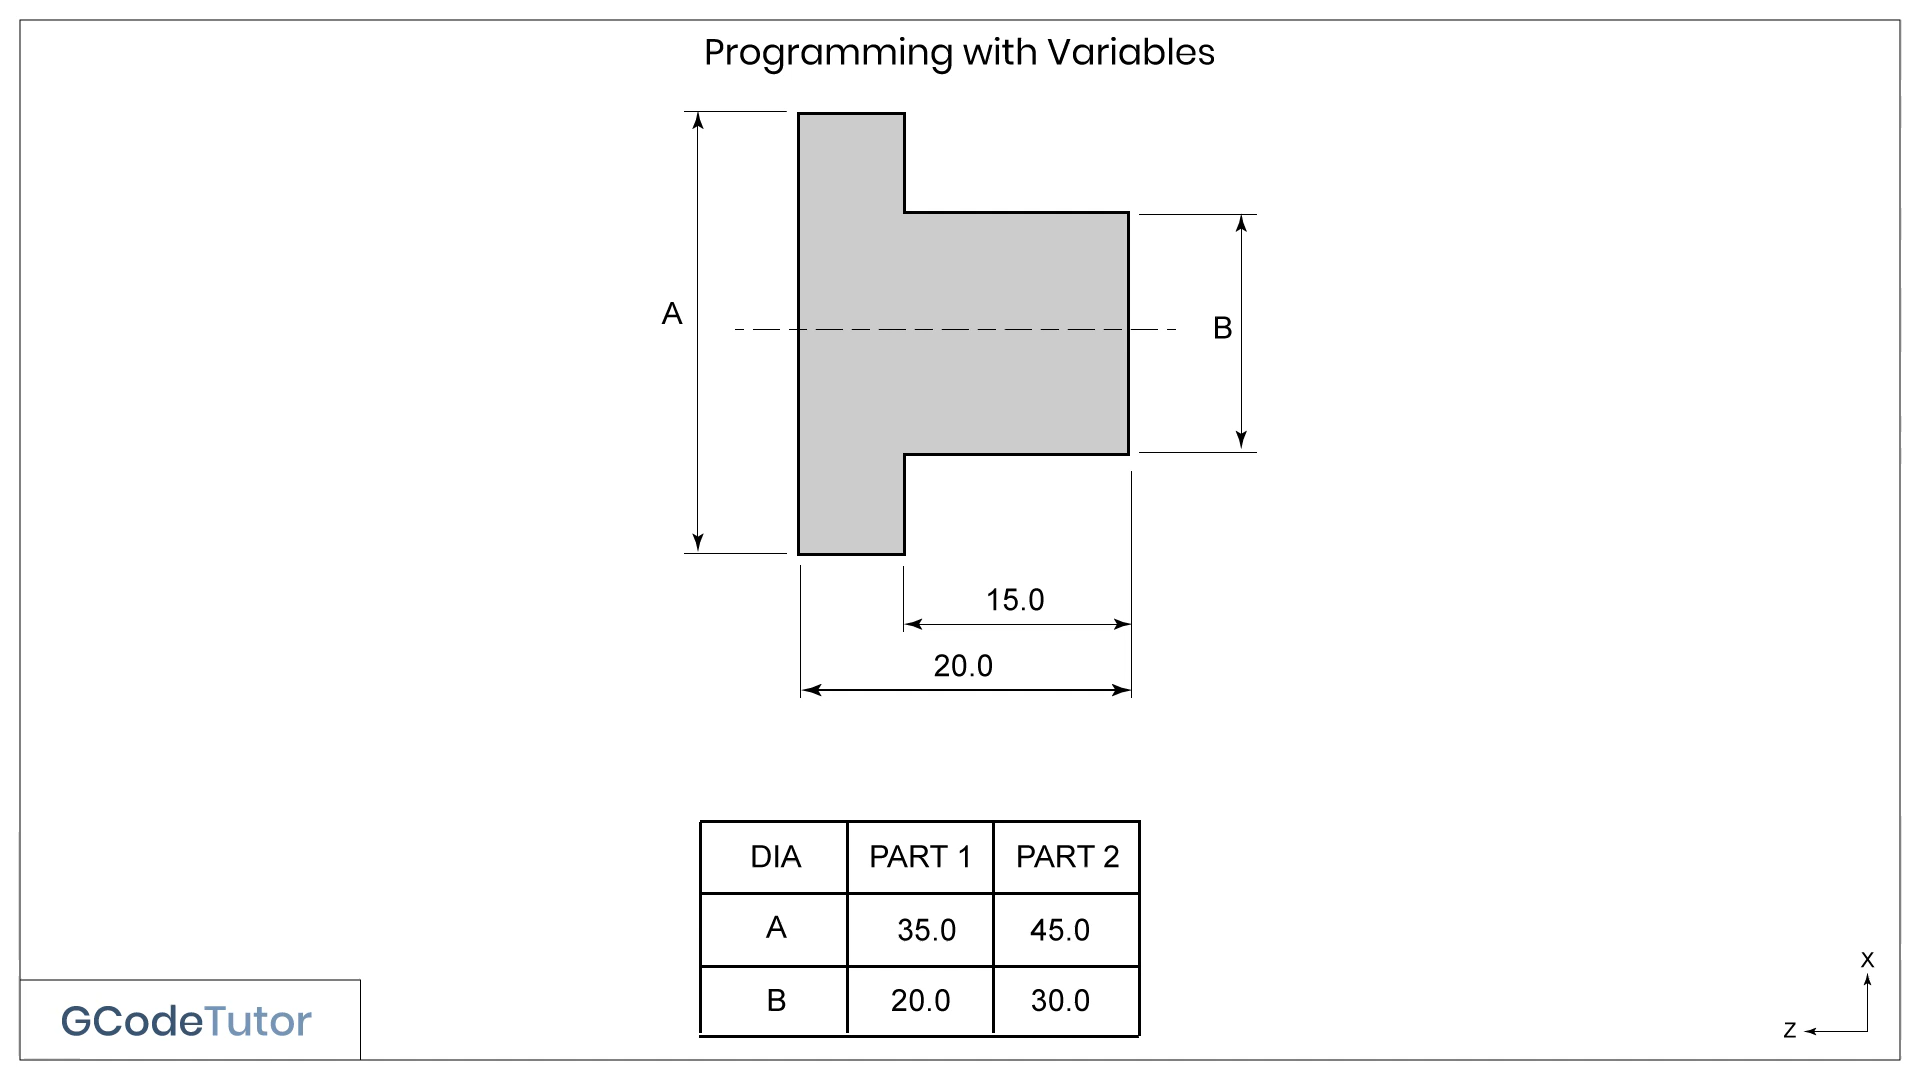 Programming with Variables
A
B
15.0
20.0
DIA PART 1 PART 2
A 35.0 45.0
B 20.0 30.0
GCodeTutor
X
Z